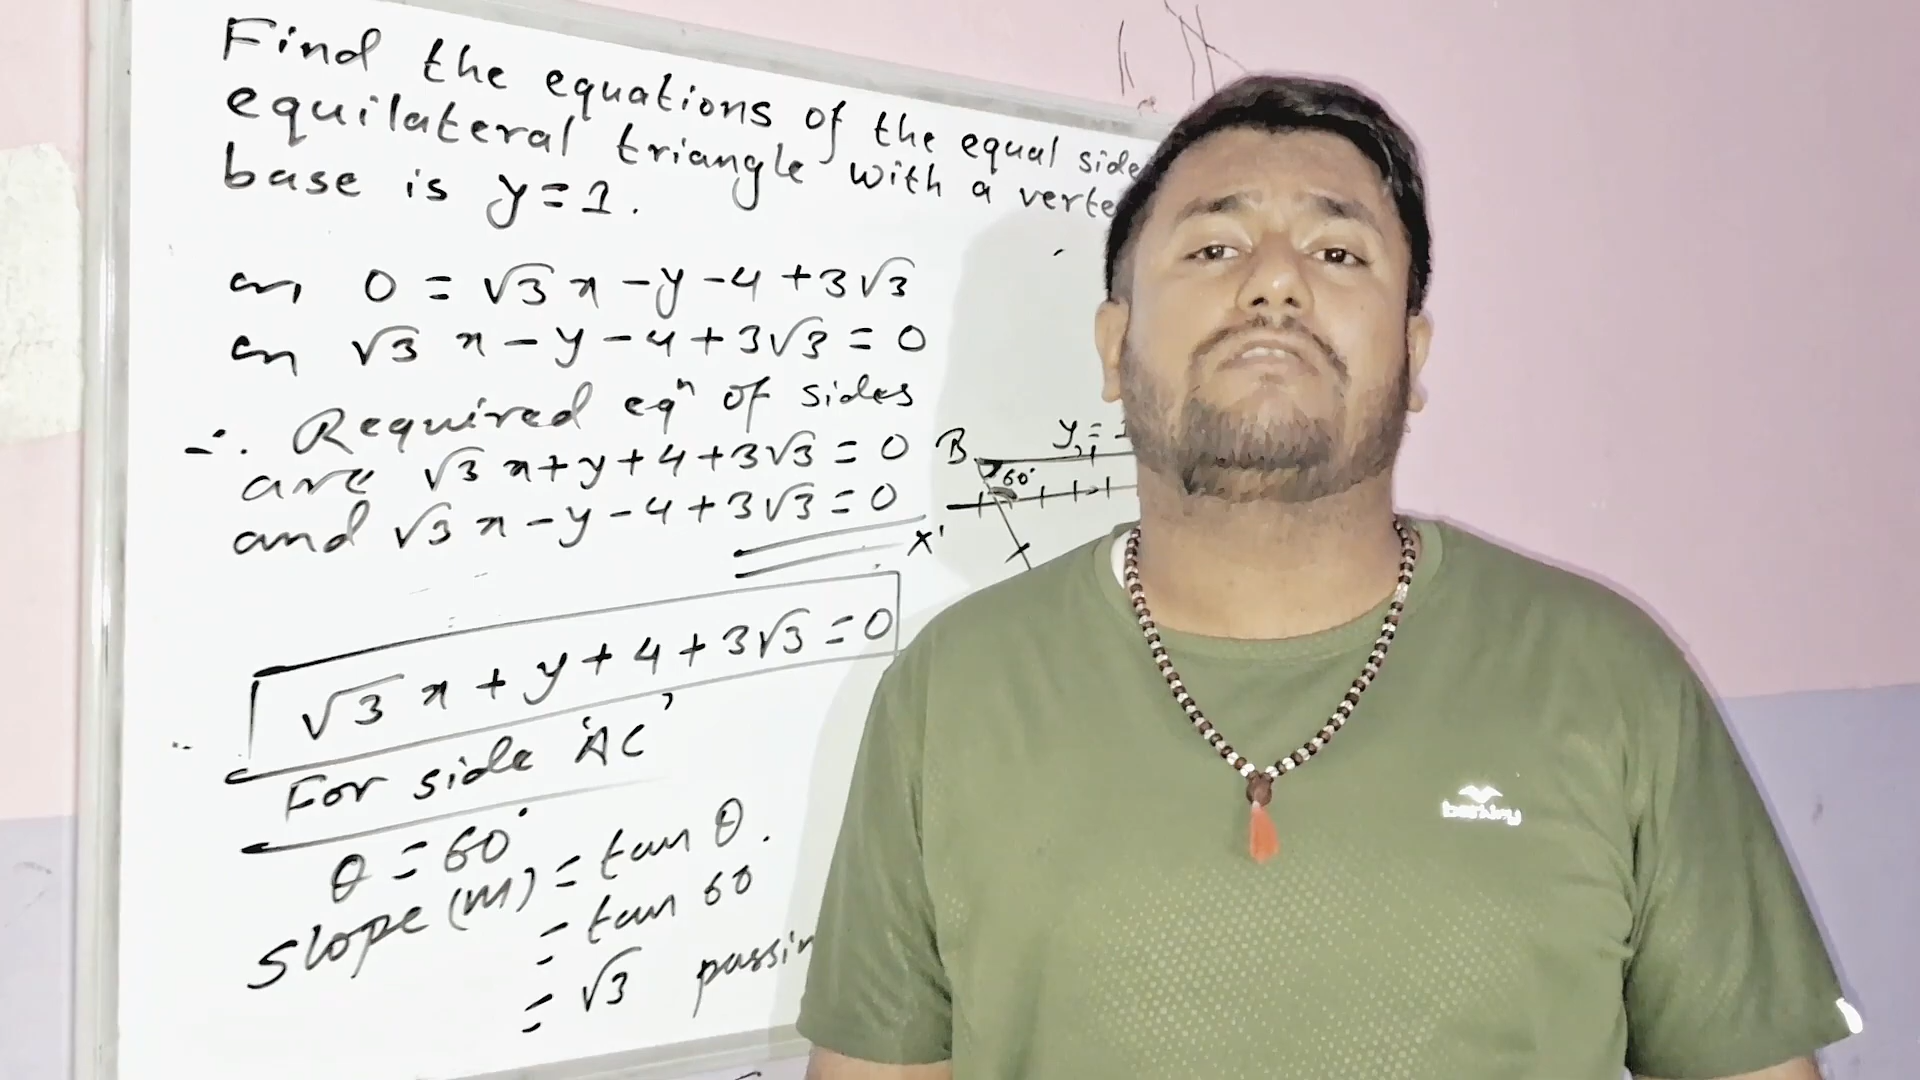 Find the equations of the equal side
equilateral triangle with a verte
base is y = 1.
or, 0 = √3 x - y - 4 + 3√3
or, √3 x - y - 4 + 3√3 = 0
∴ Required eqⁿ of sides
are √3 x + y + 4 + 3√3 = 0
and √3 x - y - 4 + 3√3 = 0
B y = 1
60°
X'
√3 x + y + 4 + 3√3 = 0
For side 'AC'
θ = 60°
slope (m) = tan θ.
= tan 60
= √3 passin